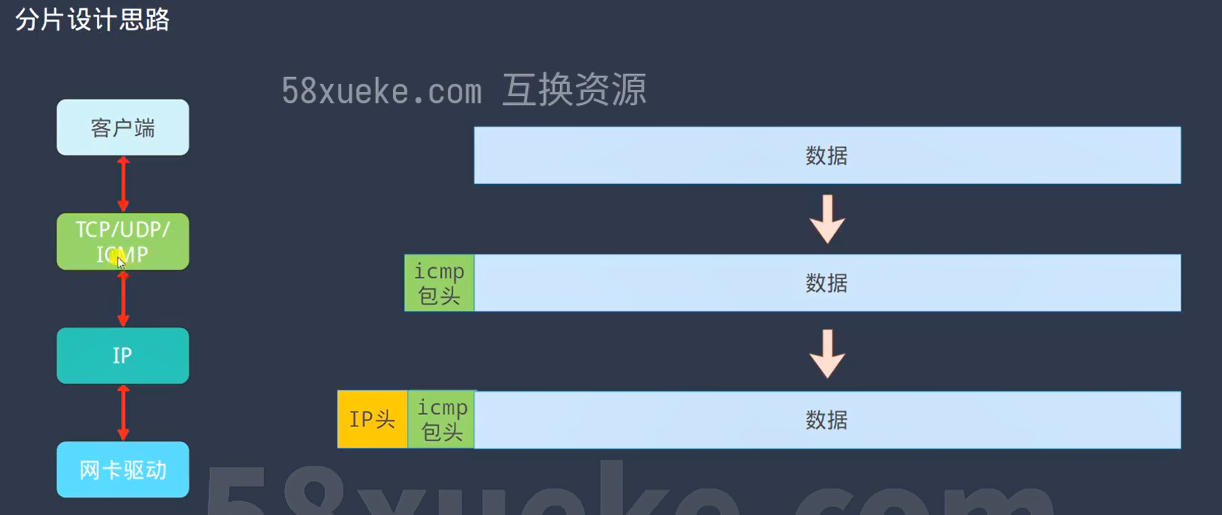 分片设计思路
58xueke.com 互换资源
客户端
数据
TCP/UDP/
ICMP
icmp
包头
数据
IP
IP头
icmp
包头
数据
网卡驱动
58xueke.com